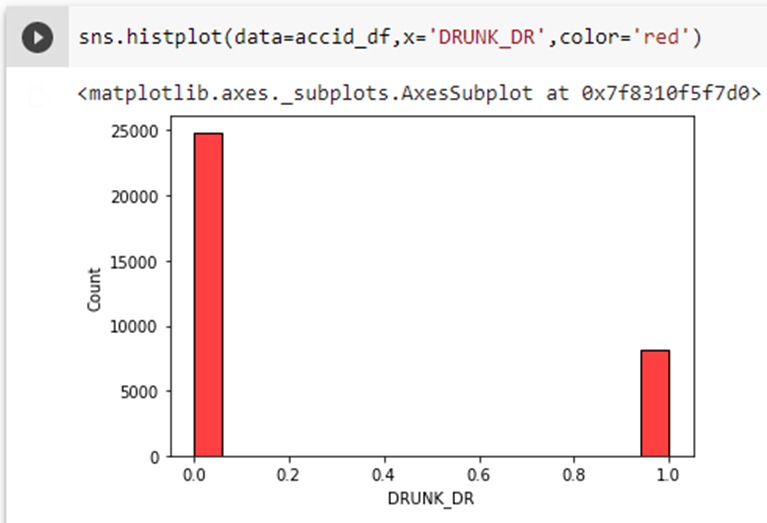 sns.histplot(data=accid_df,x='DRUNK_DR',color='red')
<matplotlib.axes._subplots.AxesSubplot at 0x7f8310f5f7d0>
25000
20000
15000
10000
5000
0
Count
0.0 0.2 0.4 0.6 0.8 1.0
DRUNK_DR